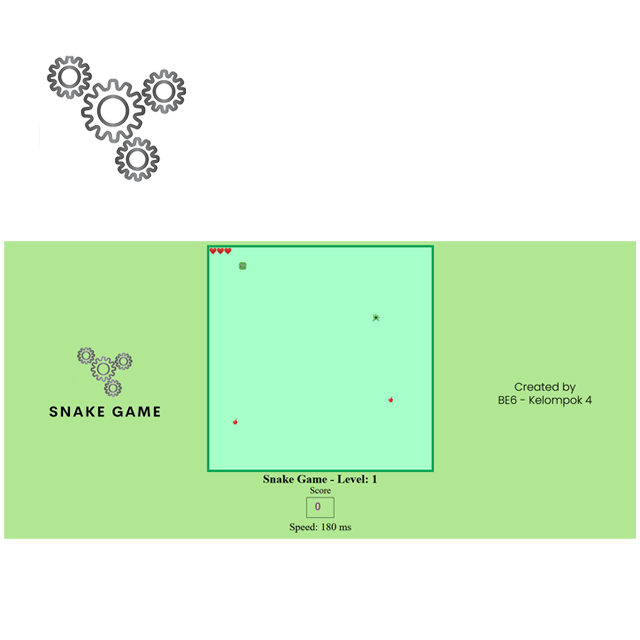 SNAKE GAME
Created by
BE6 - Kelompok 4
Snake Game - Level: 1
Score
0
Speed: 180 ms